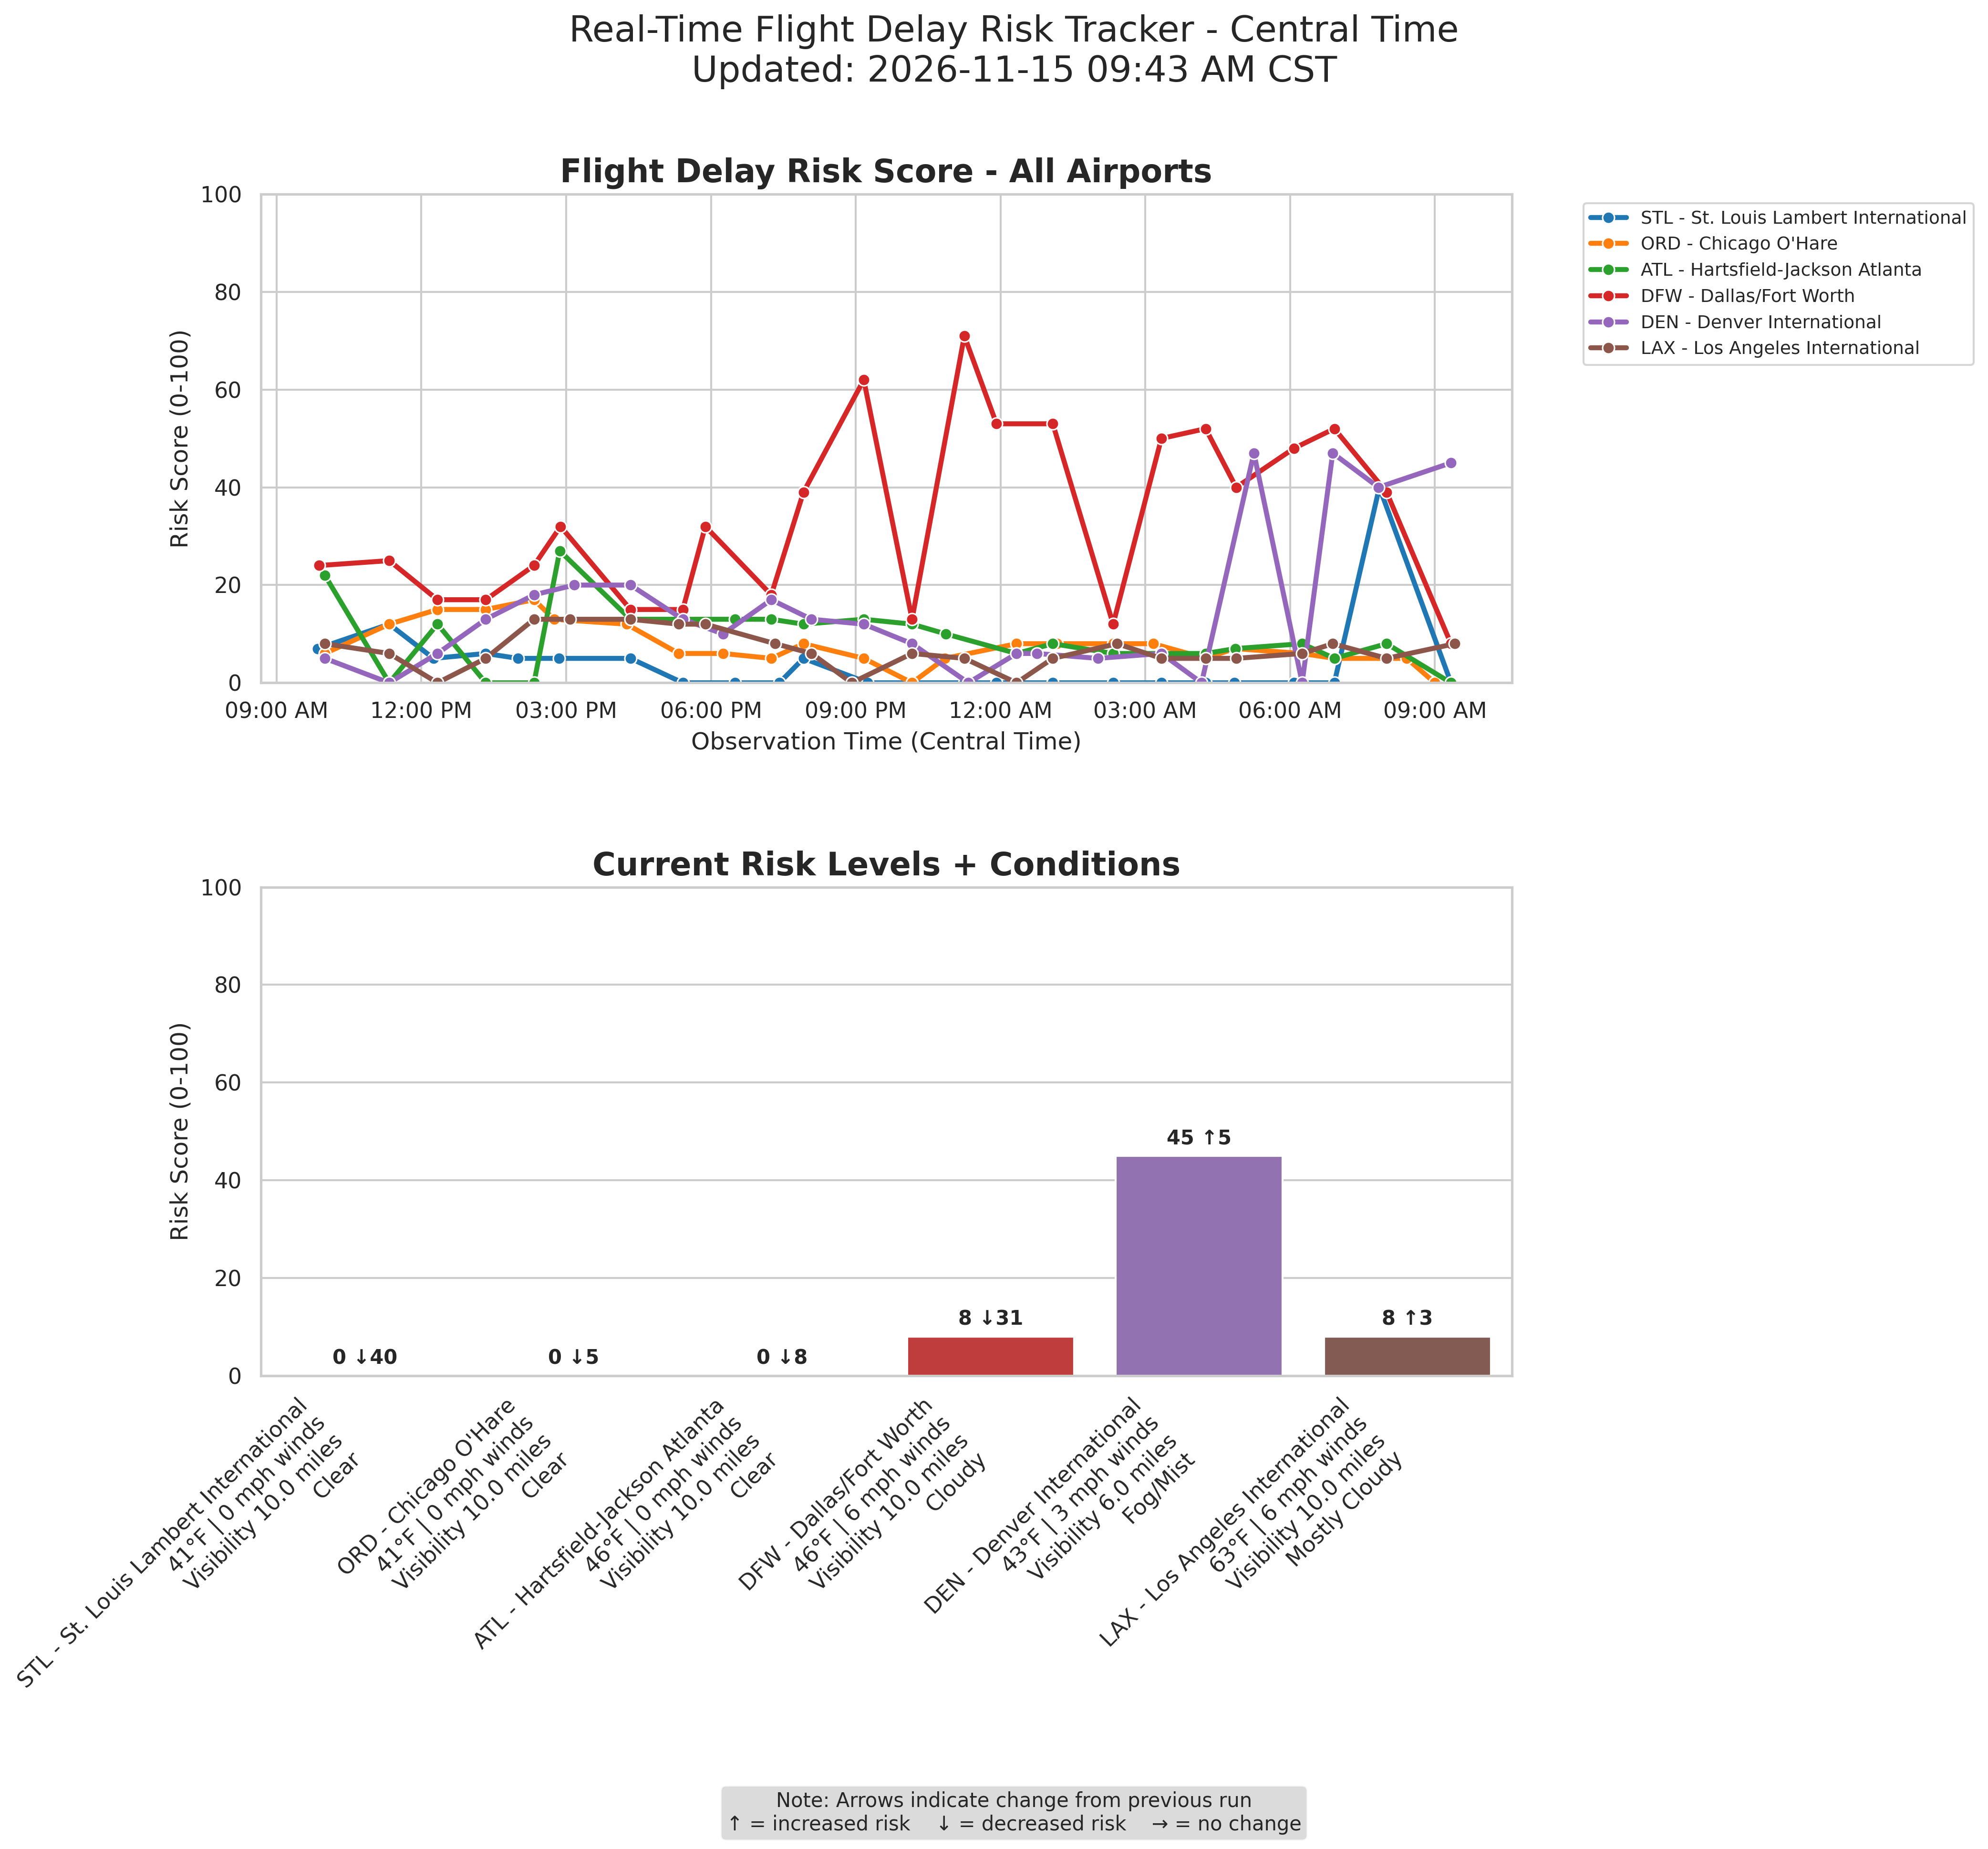 Real-Time Flight Delay Risk Tracker - Central Time
Updated: 2026-11-15 09:43 AM CST
Flight Delay Risk Score - All Airports
Risk Score (0-100)
100
80
60
40
20
0
09:00 AM
12:00 PM
03:00 PM
06:00 PM
09:00 PM
12:00 AM
03:00 AM
06:00 AM
09:00 AM
Observation Time (Central Time)
STL - St. Louis Lambert International
ORD - Chicago O'Hare
ATL - Hartsfield-Jackson Atlanta
DFW - Dallas/Fort Worth
DEN - Denver International
LAX - Los Angeles International
Current Risk Levels + Conditions
Risk Score (0-100)
100
80
60
40
20
0
0 ↓40
0 ↓5
0 ↓8
8 ↓31
45 ↑5
8 ↑3
STL - St. Louis Lambert International
41°F | 0 mph winds
Visibility 10.0 miles
Clear
ORD - Chicago O'Hare
41°F | 0 mph winds
Visibility 10.0 miles
Clear
ATL - Hartsfield-Jackson Atlanta
46°F | 0 mph winds
Visibility 10.0 miles
Clear
DFW - Dallas/Fort Worth
46°F | 6 mph winds
Visibility 10.0 miles
Cloudy
DEN - Denver International
43°F | 3 mph winds
Visibility 6.0 miles
Fog/Mist
LAX - Los Angeles International
63°F | 6 mph winds
Visibility 10.0 miles
Mostly Cloudy
Note: Arrows indicate change from previous run
↑ = increased risk ↓ = decreased risk → = no change